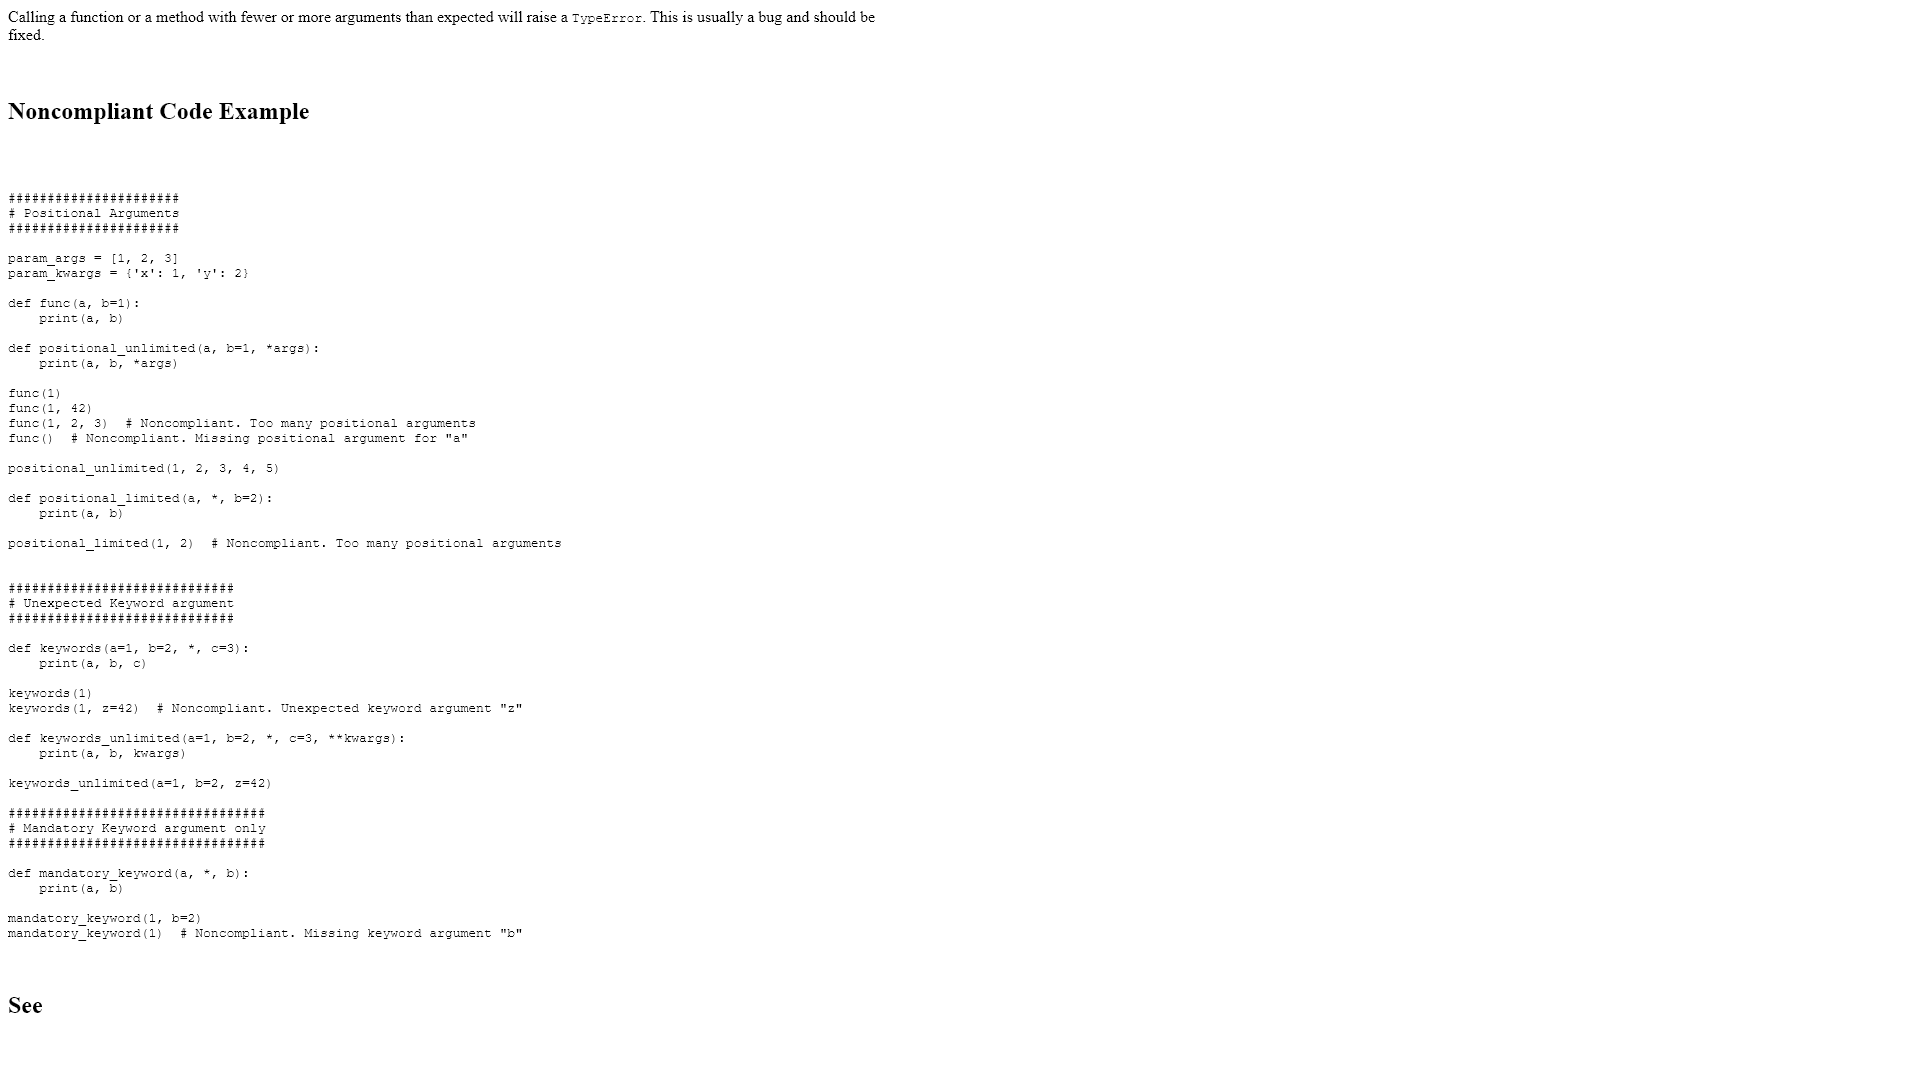 Calling a function or a method with fewer or more arguments than expected will raise a TypeError. This is usually a bug and should be
fixed.
Noncompliant Code Example
######################
# Positional Arguments
######################
param_args = [1, 2, 3]
param_kwargs = {'x': 1, 'y': 2}
def func(a, b=1):
    print(a, b)
def positional_unlimited(a, b=1, *args):
    print(a, b, *args)
func(1)
func(1, 42)
func(1, 2, 3)  # Noncompliant. Too many positional arguments
func()  # Noncompliant. Missing positional argument for "a"
positional_unlimited(1, 2, 3, 4, 5)
def positional_limited(a, *, b=2):
    print(a, b)
positional_limited(1, 2)  # Noncompliant. Too many positional arguments
#############################
# Unexpected Keyword argument
#############################
def keywords(a=1, b=2, *, c=3):
    print(a, b, c)
keywords(1)
keywords(1, z=42)  # Noncompliant. Unexpected keyword argument "z"
def keywords_unlimited(a=1, b=2, *, c=3, **kwargs):
    print(a, b, kwargs)
keywords_unlimited(a=1, b=2, z=42)
#################################
# Mandatory Keyword argument only
#################################
def mandatory_keyword(a, *, b):
    print(a, b)
mandatory_keyword(1, b=2)
mandatory_keyword(1)  # Noncompliant. Missing keyword argument "b"
See